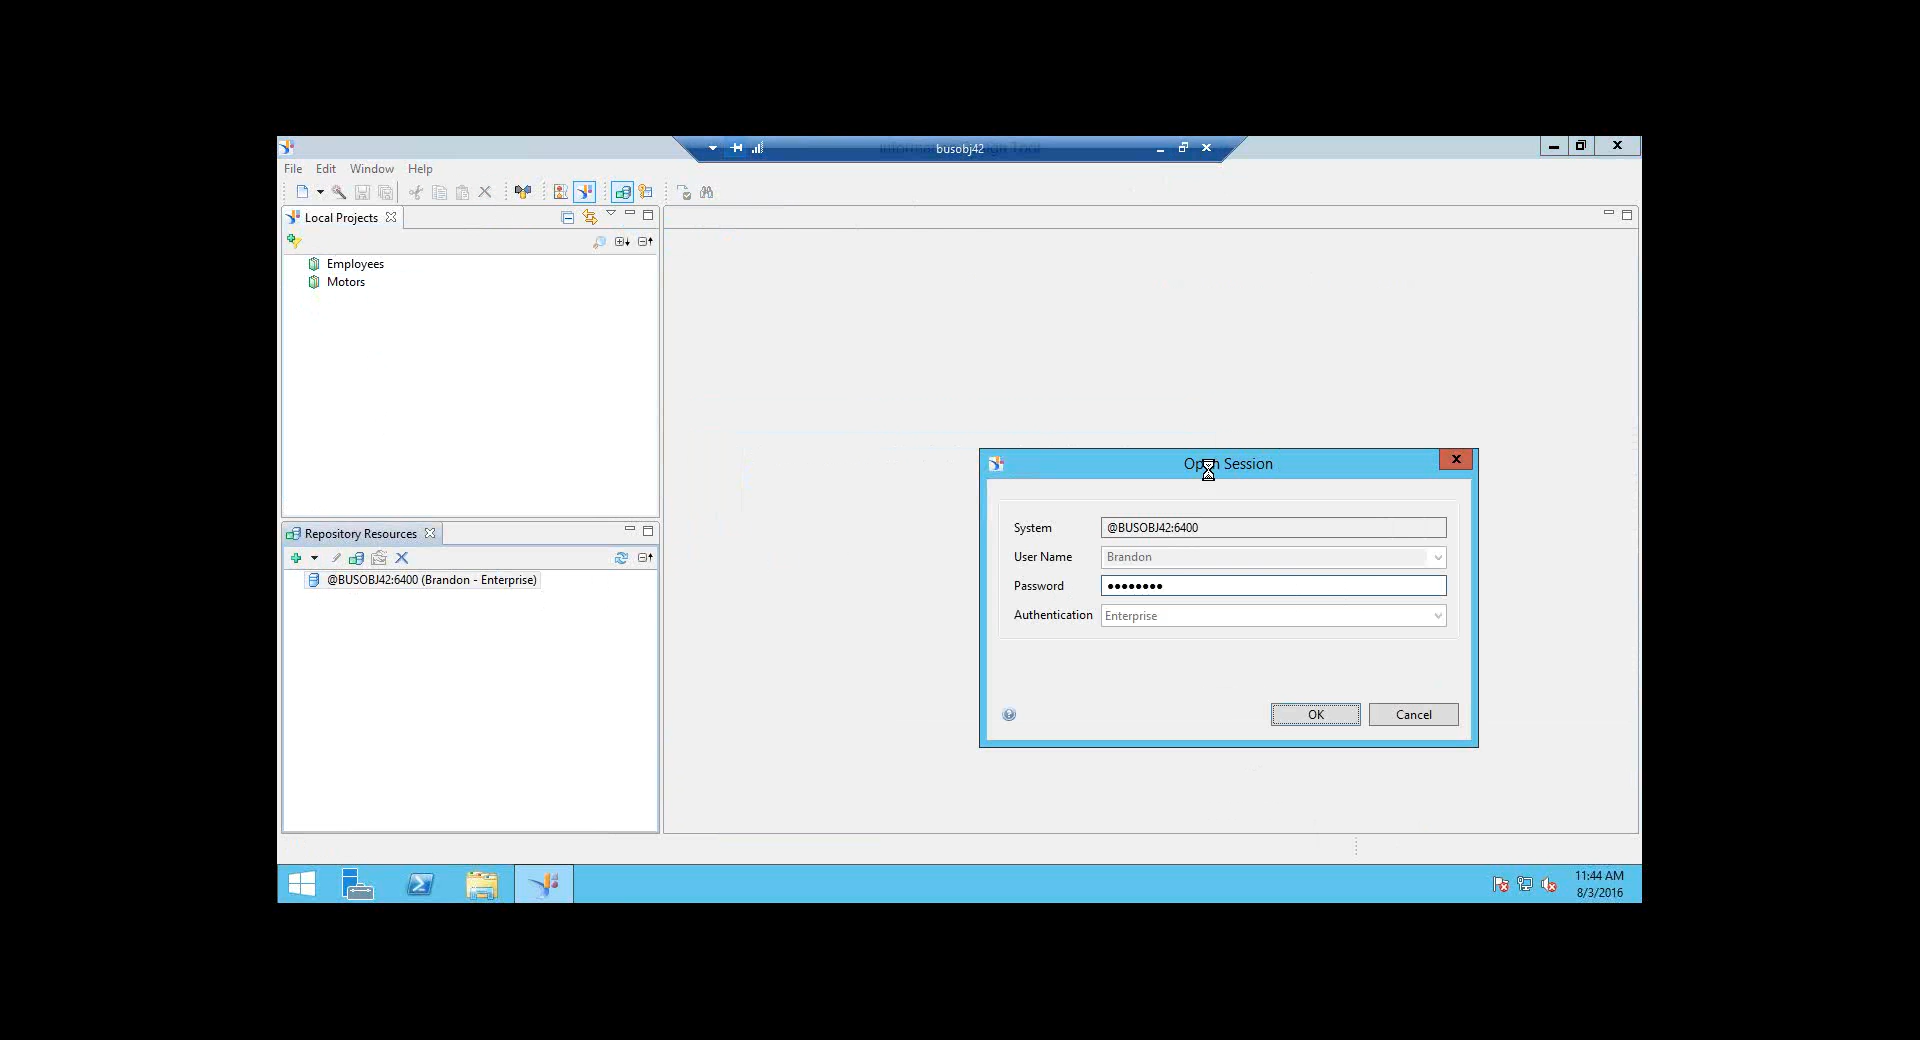 busobj42
File Edit Window Help
Local Projects
Employees
Motors
Repository Resources
@BUSOBJ42:6400 (Brandon - Enterprise)
Open Session
System @BUSOBJ42:6400
User Name Brandon
Password ••••••••
Authentication Enterprise
OK Cancel
11:44 AM
8/3/2016